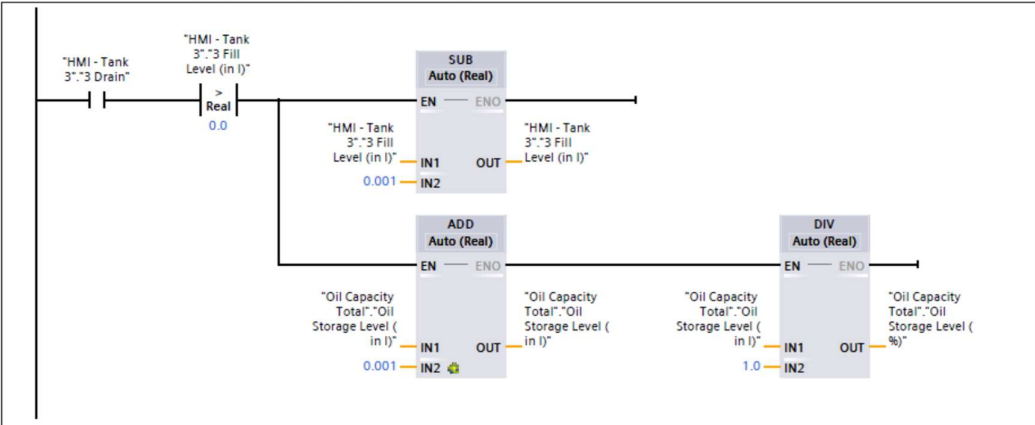 "HMI - Tank
3"."3 Drain"
"HMI - Tank
3"."3 Fill
Level (in l)"
>
Real
0.0
SUB
Auto (Real)
EN
ENO
"HMI - Tank
3"."3 Fill
Level (in l)"
IN1
0.001
IN2
OUT
"HMI - Tank
3"."3 Fill
Level (in l)"
ADD
Auto (Real)
EN
ENO
"Oil Capacity
Total"."Oil
Storage Level (
in l)"
IN1
0.001
IN2
OUT
"Oil Capacity
Total"."Oil
Storage Level (
in l)"
DIV
Auto (Real)
EN
ENO
"Oil Capacity
Total"."Oil
Storage Level (
in l)"
IN1
1.0
IN2
OUT
"Oil Capacity
Total"."Oil
Storage Level (
%)"